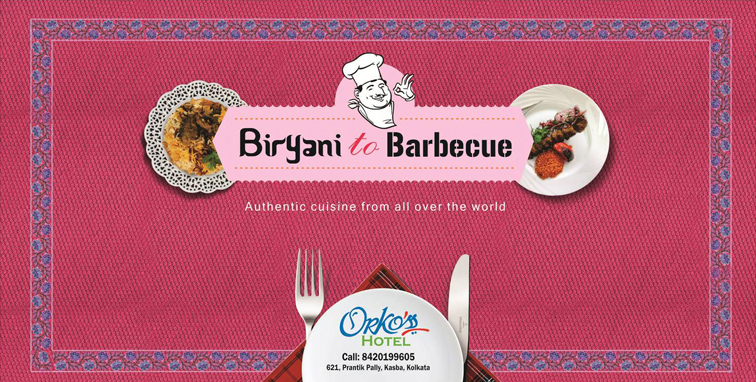 Biryani to Barbecue
Authentic cuisine from all over the world
Orko's
HOTEL
Call: 8420199605
621, Prantik Pally, Kasba, Kolkata